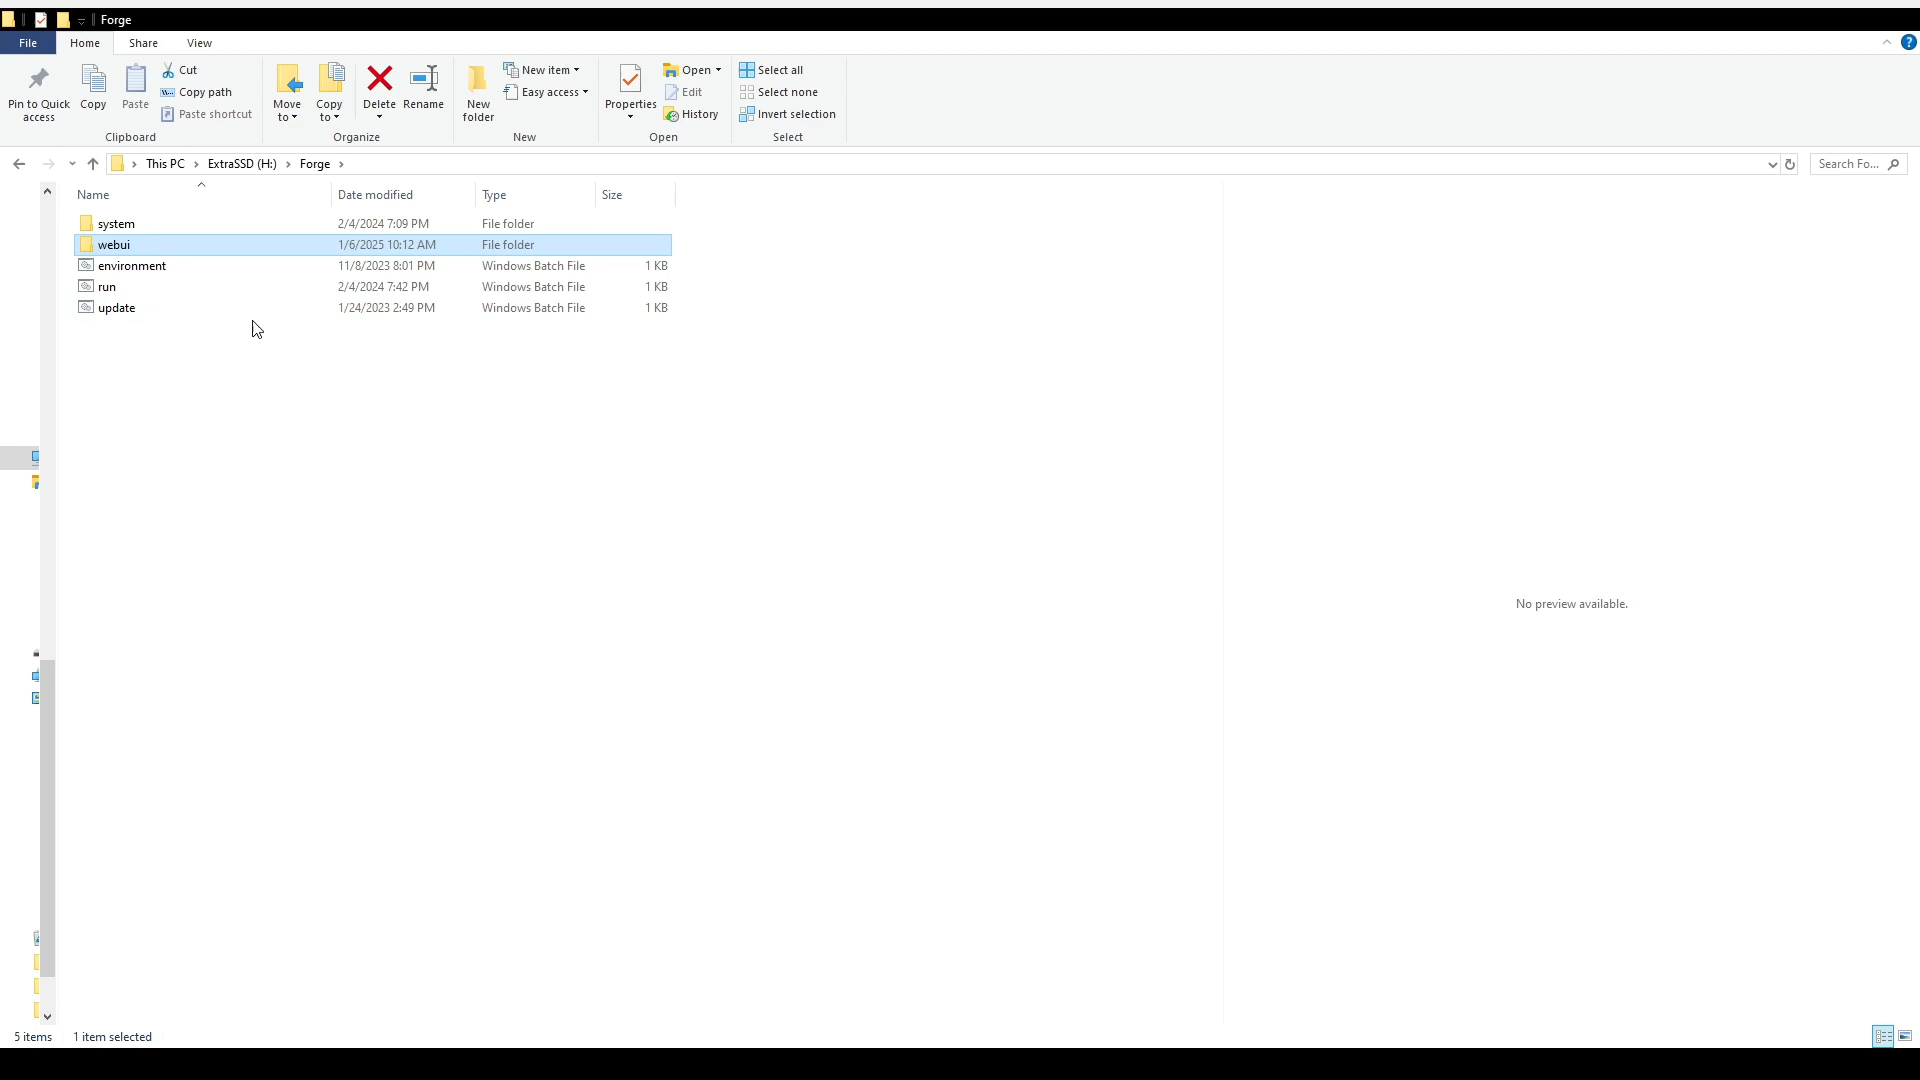 Forge
File Home Share View
?
Pin to Quick access
Copy
Paste
Cut
Copy path
Paste shortcut
Clipboard
Move to
Copy to
Delete
Rename
Organize
New folder
New item
Easy access
New
Properties
Open
Edit
History
Open
Select all
Select none
Invert selection
Select
This PC > ExtraSSD (H:) > Forge >
Search Fo...
Name Date modified Type Size
system 2/4/2024 7:09 PM File folder
webui 1/6/2025 10:12 AM File folder
environment 11/8/2023 8:01 PM Windows Batch File 1 KB
run 2/4/2024 7:42 PM Windows Batch File 1 KB
update 1/24/2023 2:49 PM Windows Batch File 1 KB
No preview available.
5 items 1 item selected